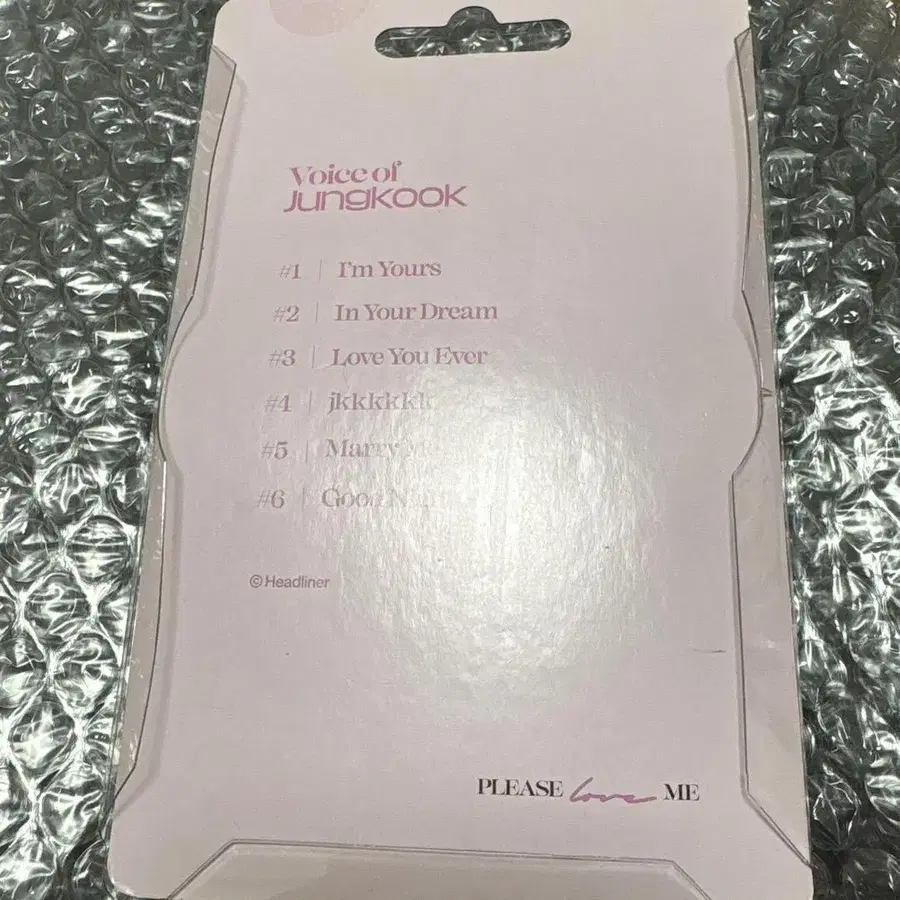 Voice of
Jungkook
#1 | I'm Yours
#2 | In Your Dream
#3 | Love You Ever
#4 | jkkkkkk
#5 | Marry
#6 | Good
©Headliner
PLEASE love ME